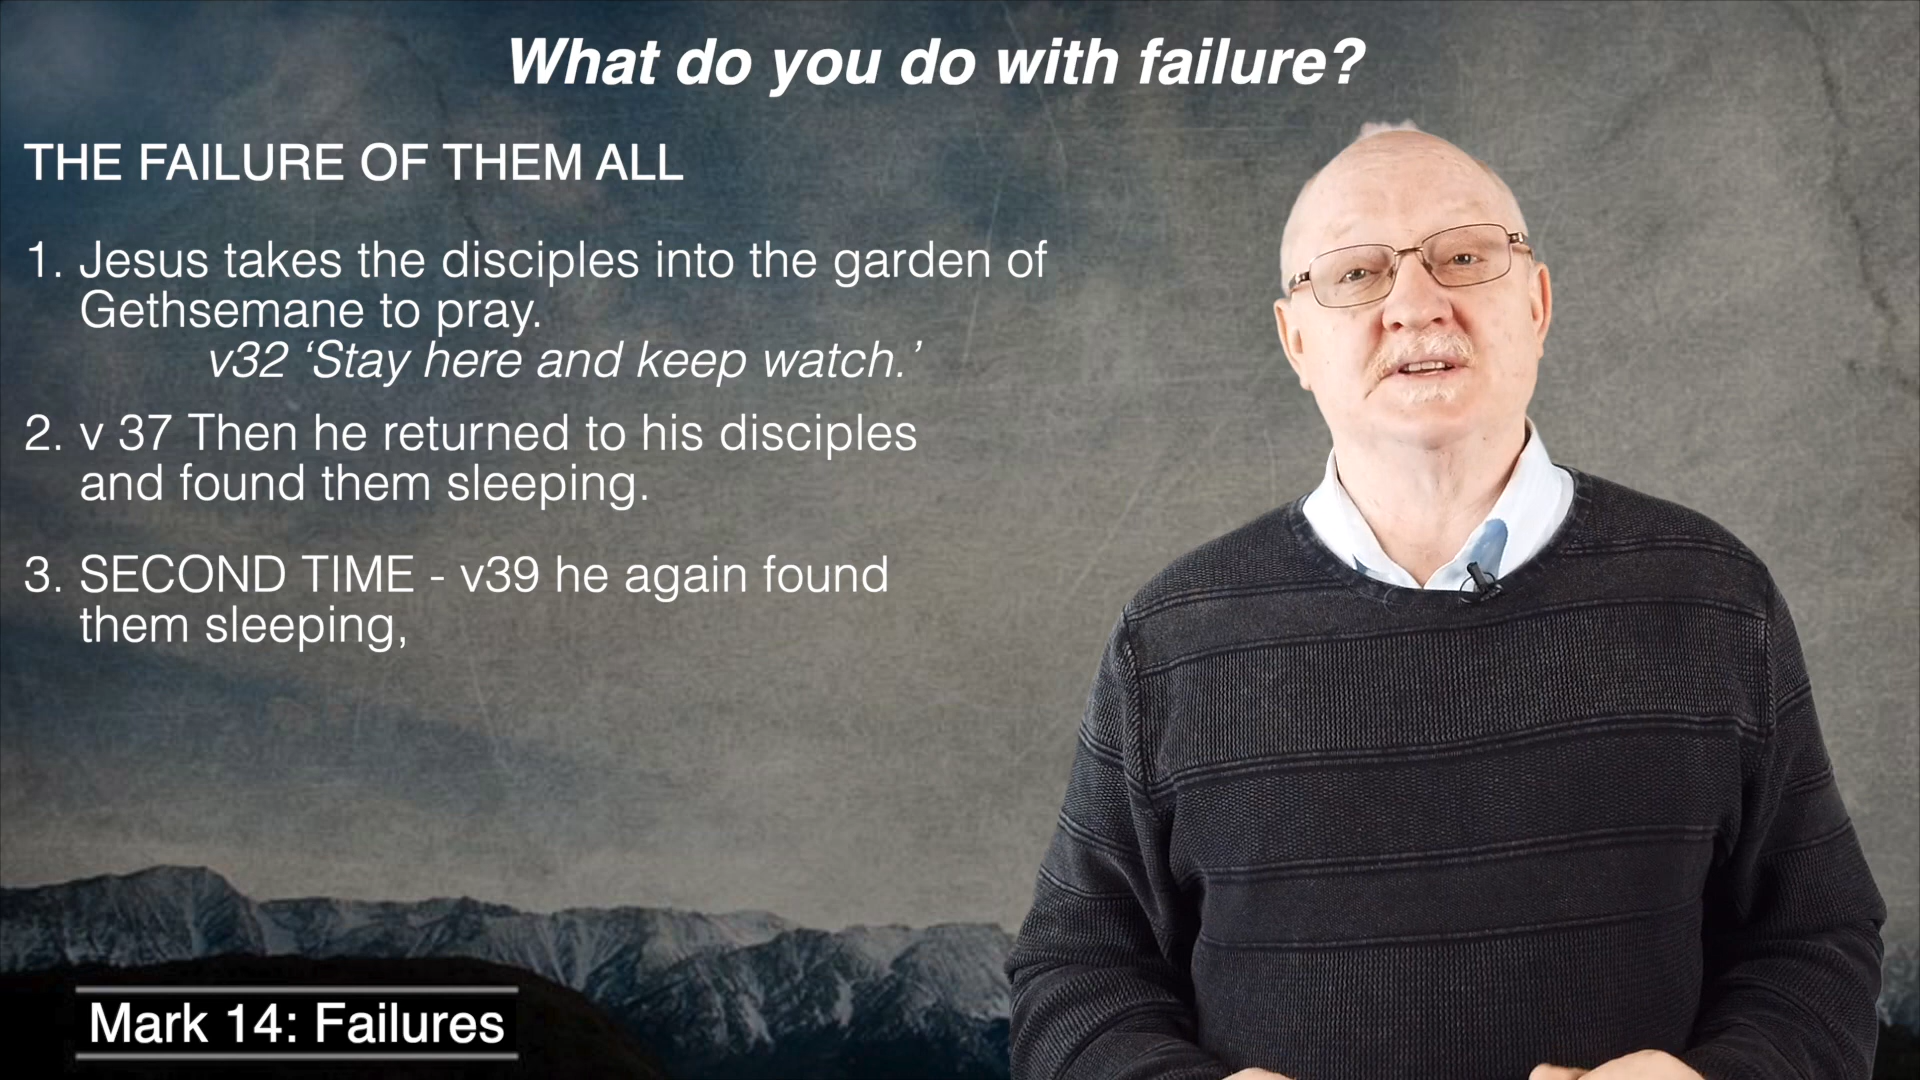 What do you do with failure?
THE FAILURE OF THEM ALL
1. Jesus takes the disciples into the garden of
Gethsemane to pray.
v32 ‘Stay here and keep watch.’
2. v 37 Then he returned to his disciples
and found them sleeping.
3. SECOND TIME - v39 he again found
them sleeping,
Mark 14: Failures